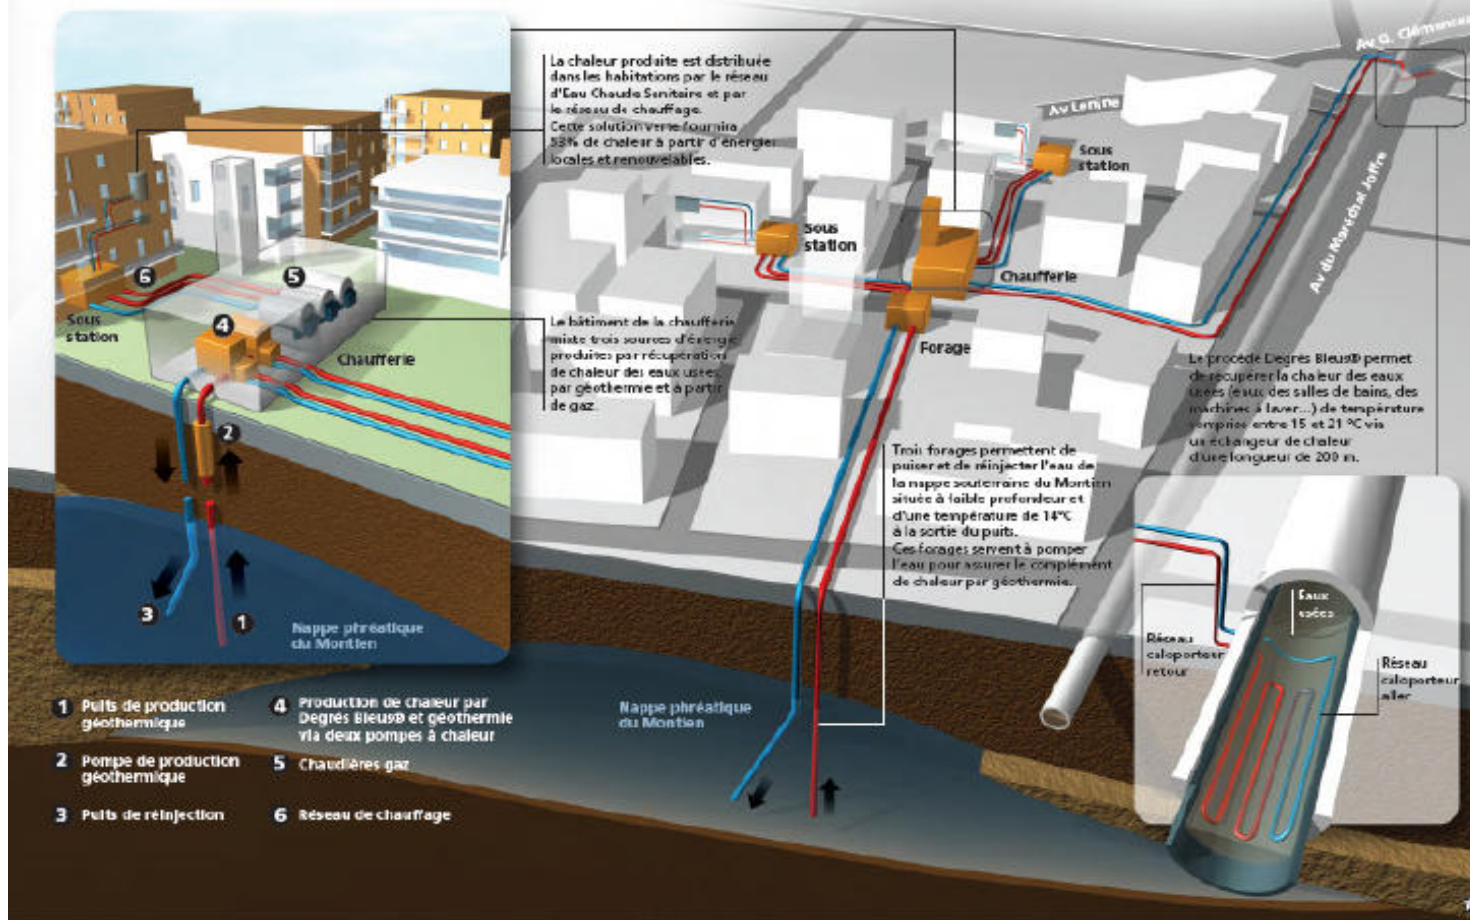 La chaleur produite est distribuée
dans les habitations par le réseau
d'Eau Chaude Sanitaire et par
le réseau de chauffage.
Cette solution verte fournira
53% de chaleur à partir d'énergies
locales et renouvelables.
Av G. Clémenceau
Av Lénine
Av du Maréchal Joffre
Sous
station
Sous
station
Chaufferie
Forage
6
5
4
Sous
station
Chaufferie
2
3
1
Nappe phréatique
du Montien
Le bâtiment de la chaufferie
mixte trois sources d'énergie
produites par récupération
de chaleur des eaux usées,
par géothermie et à partir
de gaz.
Le procédé Degrés Bleus® permet
de récupérer la chaleur des eaux
usées (eaux des salles de bains, des
machines à laver...) de température
comprise entre 15 et 21 °C via
un échangeur de chaleur
d'une longueur de 200 m.
Trois forages permettent de
puiser et de réinjecter l'eau de
la nappe souterraine du Montien
située à faible profondeur et
d'une température de 14°C
à la sortie du puits.
Ces forages servent à pomper
l'eau pour assurer le complément
de chaleur par géothermie.
Eaux
usées
Réseau
caloporteur
retour
Réseau
caloporteur
aller
Nappe phréatique
du Montien
1 Puits de production
géothermique
2 Pompe de production
géothermique
3 Puits de réinjection
4 Production de chaleur par
Degrés Bleus® et géothermie
via deux pompes à chaleur
5 Chaudières gaz
6 Réseau de chauffage